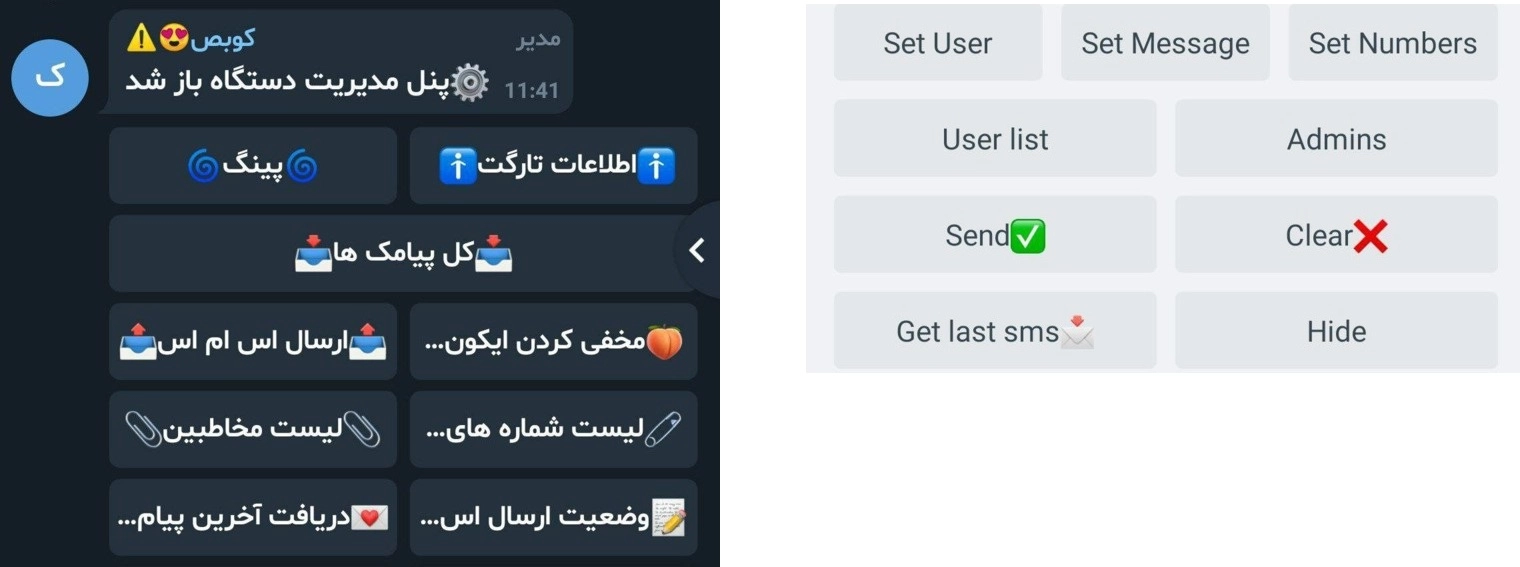 کوبص😍⚠️ مدیر
⚙️پنل مدیریت دستگاه باز شد 11:41
ک
اطلاعات تارگت
🌀پینگ🌀
📥کل پیامک ها📥
🍑مخفی کردن ایکون...
📤ارسال اس ام اس📤
🧷لیست شماره های...
📎لیست مخاطبین📎
📝وضعیت ارسال اس...
💌دریافت آخرین پیام...
Set User
Set Message
Set Numbers
User list
Admins
Send✅
Clear❌
Get last sms📩
Hide